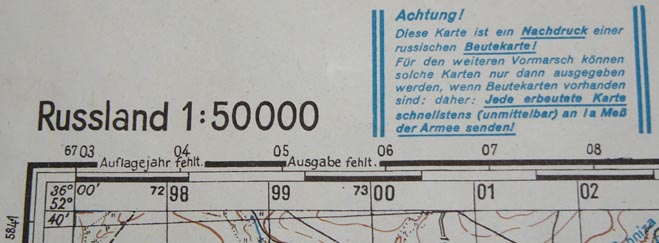 Achtung!
Diese Karte ist ein Nachdruck einer
russischen Beutekarte!
Für den weiteren Vormarsch können
solche Karten nur dann ausgegeben
werden, wenn Beutekarten vorhanden
sind; daher: Jede erbeutete Karte
schnellstens (unmittelbar) an Ia Meß
der Armee senden!
Russland 1:50000
6703 04 05 06 07 08
Auflagejahr fehlt. Ausgabe fehlt.
36° 00' 72 98 99 73 00 01 02
52°
40'
5841